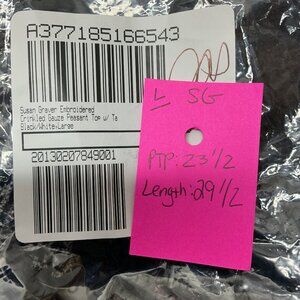 A377185166543
Susan Graver Embroidered
Crinkled Gauze Peasant Top w/ Ta
Black/White;Large
20130207849001
L SG
PTP: 23 1/2
Length: 29 1/2